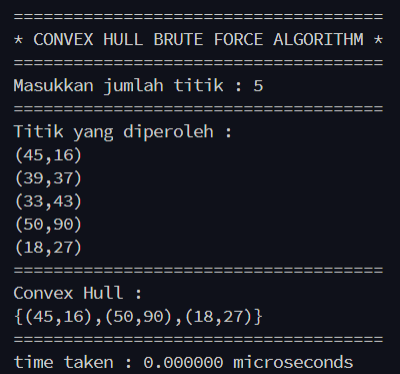 =====================================
* CONVEX HULL BRUTE FORCE ALGORITHM *
=====================================
Masukkan jumlah titik : 5
=====================================
Titik yang diperoleh :
(45,16)
(39,37)
(33,43)
(50,90)
(18,27)
=====================================
Convex Hull :
{(45,16),(50,90),(18,27)}
=====================================
time taken : 0.000000 microseconds